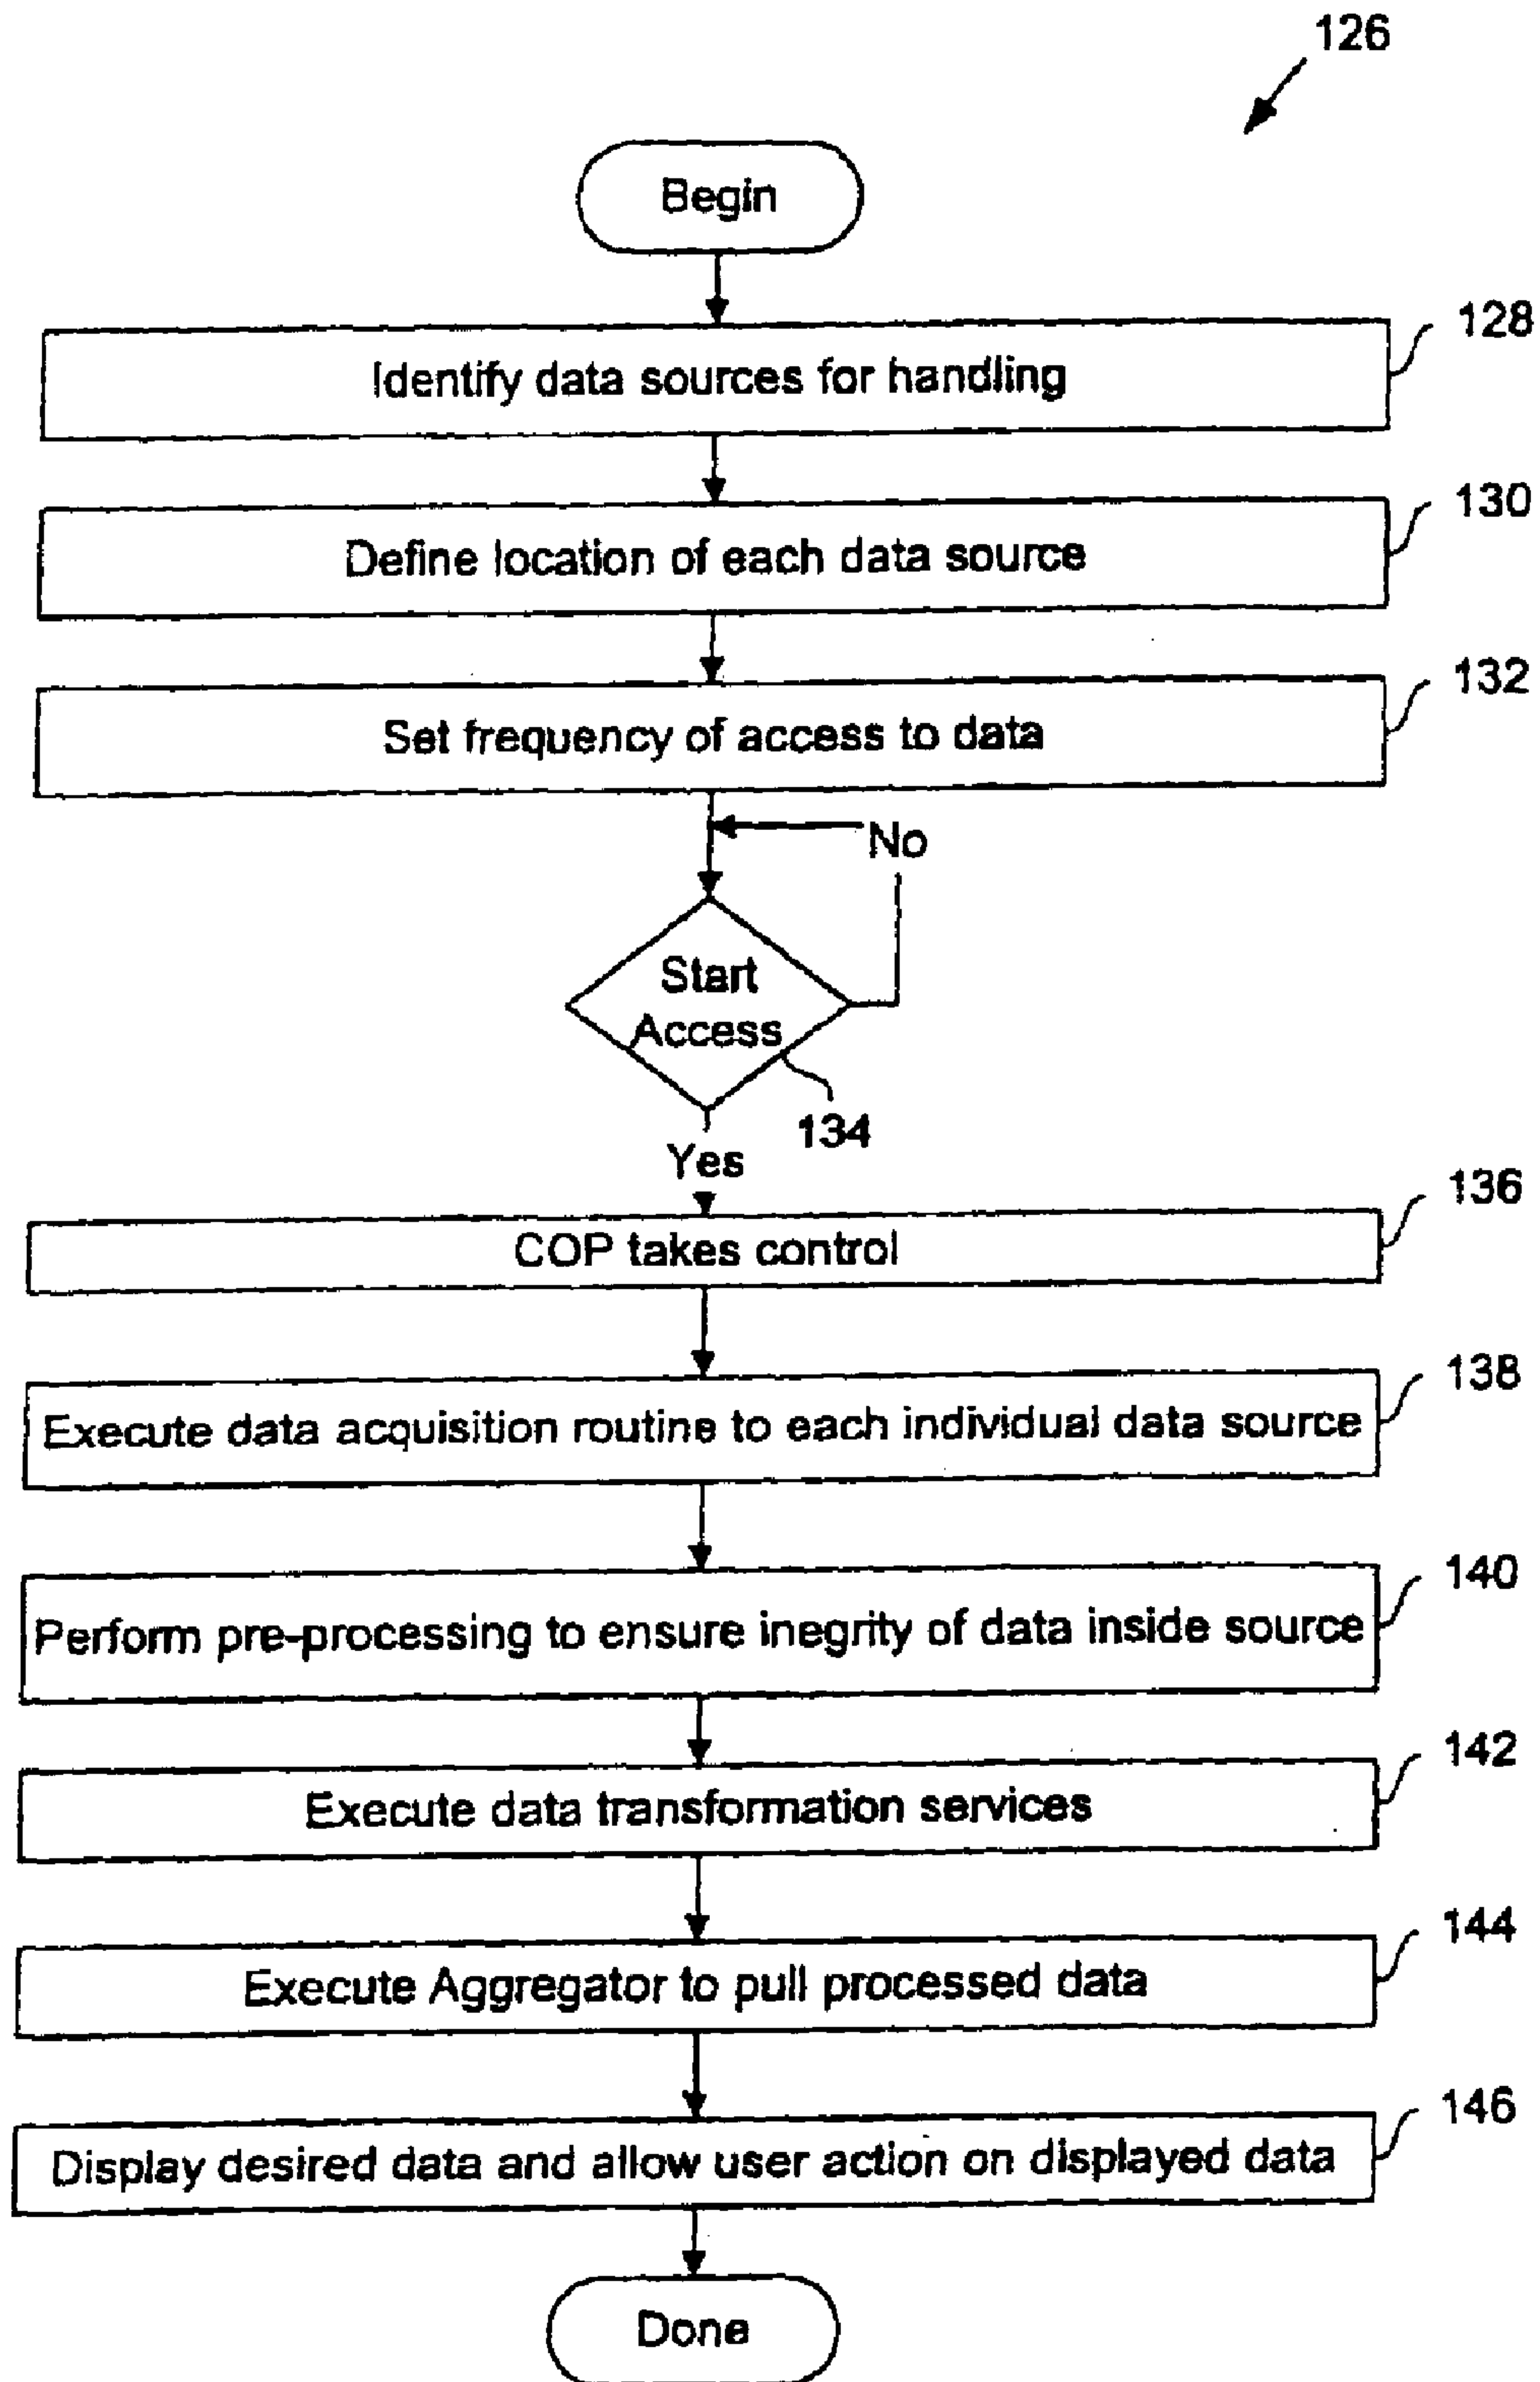 126
Begin
Identify data sources for handling
128
Define location of each data source
130
Set frequency of access to data
132
No
Start
Access
134
Yes
COP takes control
136
Execute data acquisition routine to each individual data source
138
Perform pre-processing to ensure inegrity of data inside source
140
Execute data transformation services
142
Execute Aggregator to pull processed data
144
Display desired data and allow user action on displayed data
146
Done